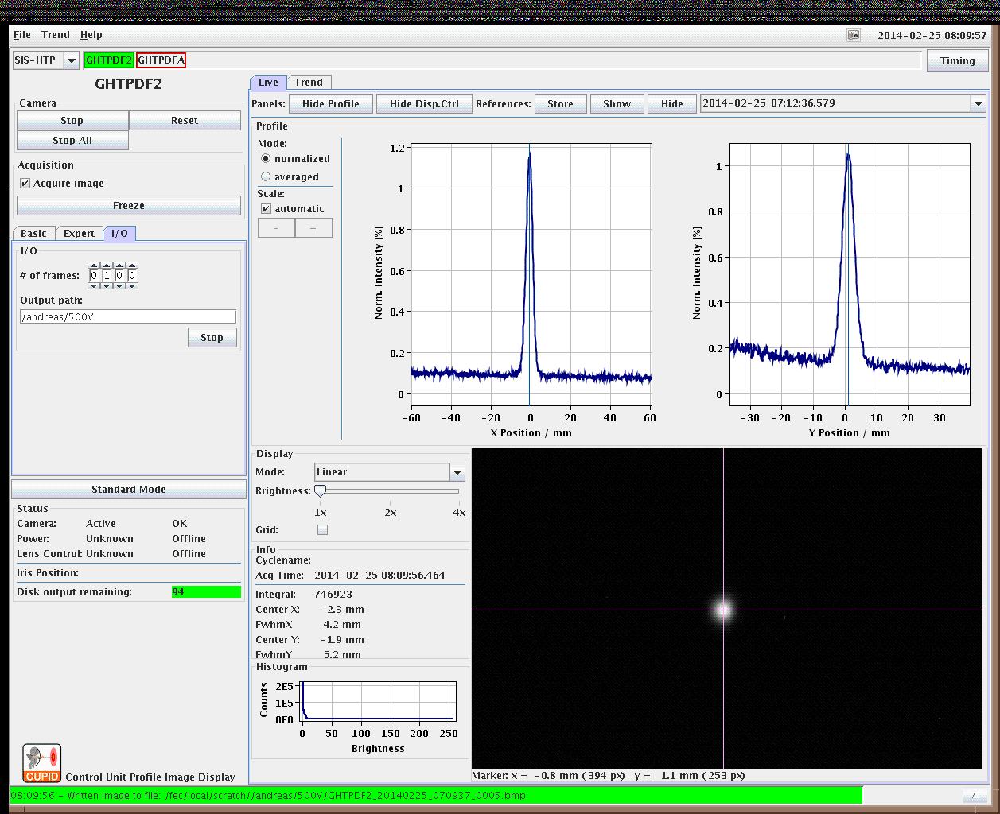 File Trend Help 2014-02-25 08:09:57
SIS-HTP GHTPDF2 GHTPDFA Timing
GHTPDF2
Camera
Stop Reset
Stop All
Acquisition
Acquire image
Freeze
Basic Expert I/O
I/O
# of frames: 0 1 0 0
Output path:
/andreas/500V
Stop
Standard Mode
Status
Camera: Active OK
Power: Unknown Offline
Lens Control: Unknown Offline
Iris Position:
Disk output remaining: 94
CUPID Control Unit Profile Image Display
Live Trend
Panels: Hide Profile Hide Disp.Ctrl References: Store Show Hide 2014-02-25_07:12:36.579
Profile
Mode:
normalized
averaged
Scale:
automatic
- +
Norm. Intensity [%]
1.2
1
0.8
0.6
0.4
0.2
0
-60 -40 -20 0 20 40 60
X Position / mm
Norm. Intensity [%]
1
0.8
0.6
0.4
0.2
0
-30 -20 -10 0 10 20 30
Y Position / mm
Display
Mode: Linear
Brightness:
1x 2x 4x
Grid:
Info
Cyclename:
Acq Time: 2014-02-25 08:09:56.464
Integral: 746923
Center X: -2.3 mm
FwhmX 4.2 mm
Center Y: -1.9 mm
FwhmY 5.2 mm
Histogram
Counts
2E5
1E5
0E0
0 50 100 150 200 250
Brightness
Marker: x = -0.8 mm ( 394 px) y = 1.1 mm ( 253 px)
08:09:56 - Written image to file: /fec/local/scratch//andreas/500V/GHTPDF2_20140225_070937_0005.bmp /